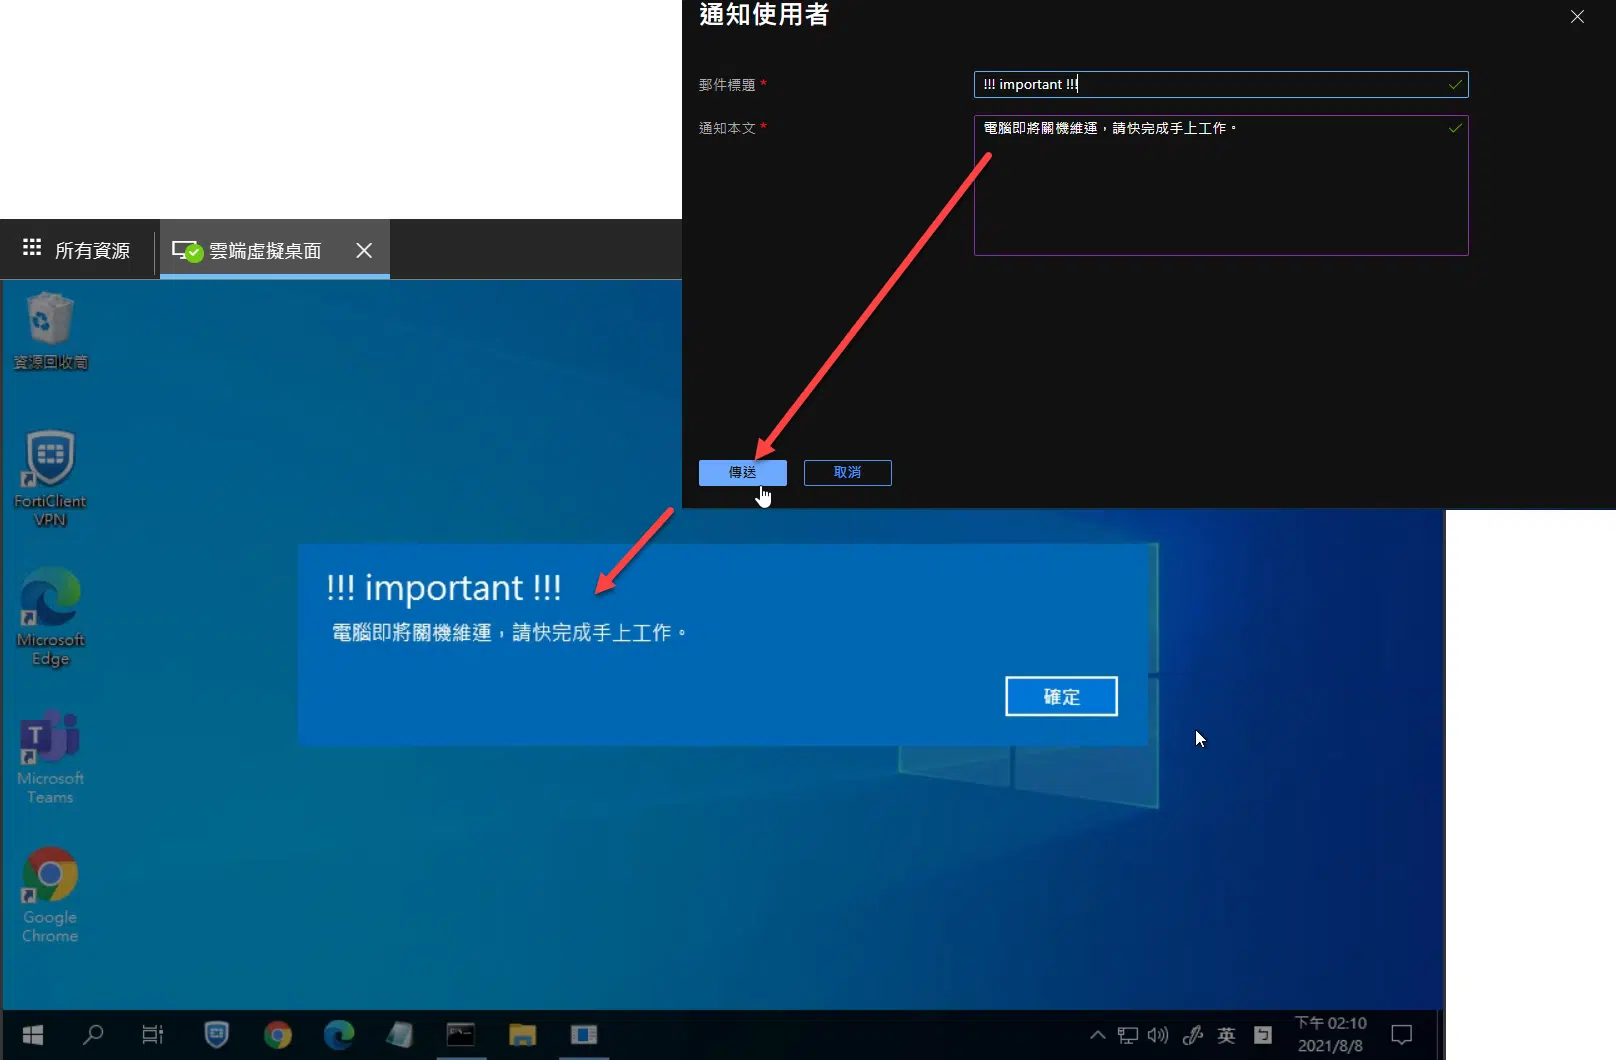 通知使用者
郵件標題 *
!!! important !!!
通知本文 *
電腦即將關機維運，請快完成手上工作。
傳送
取消
所有資源
雲端虛擬桌面
資源回收筒
FortiClient
VPN
Microsoft
Edge
Microsoft
Teams
Google
Chrome
!!! important !!!
電腦即將關機維運，請快完成手上工作。
確定
英
下午 02:10
2021/8/8